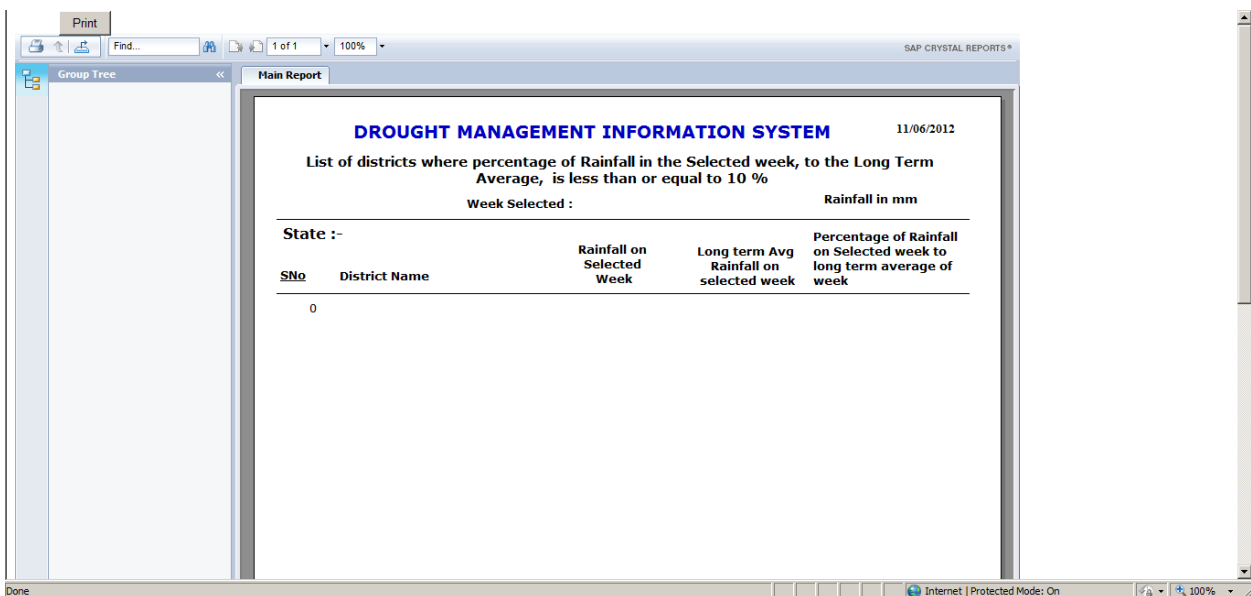 Print
Find...
1 of 1
100%
SAP CRYSTAL REPORTS®
Group Tree
«
Main Report
DROUGHT MANAGEMENT INFORMATION SYSTEM
11/06/2012
List of districts where percentage of Rainfall in the Selected week, to the Long Term
Average, is less than or equal to 10 %
Week Selected :
Rainfall in mm
State :-
SNo
District Name
Rainfall on
Selected
Week
Long term Avg
Rainfall on
selected week
Percentage of Rainfall
on Selected week to
long term average of
week
0
Done
Internet | Protected Mode: On
100%